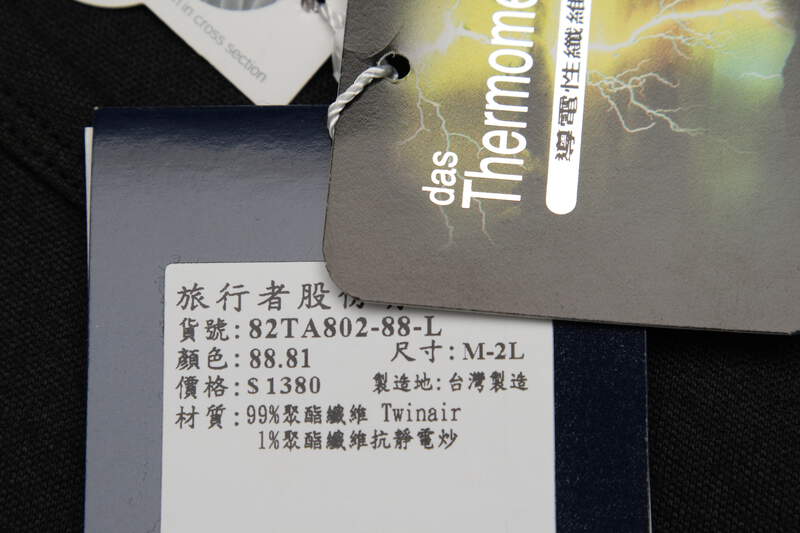 in cross section
das
Thermome
導電性纖維
旅行者股份
貨號：82TA802-88-L
顏色：88.81 尺寸：M-2L
價格：$1380 製造地：台灣製造
材質：99%聚酯纖維 Twinair
1%聚酯纖維抗靜電炒